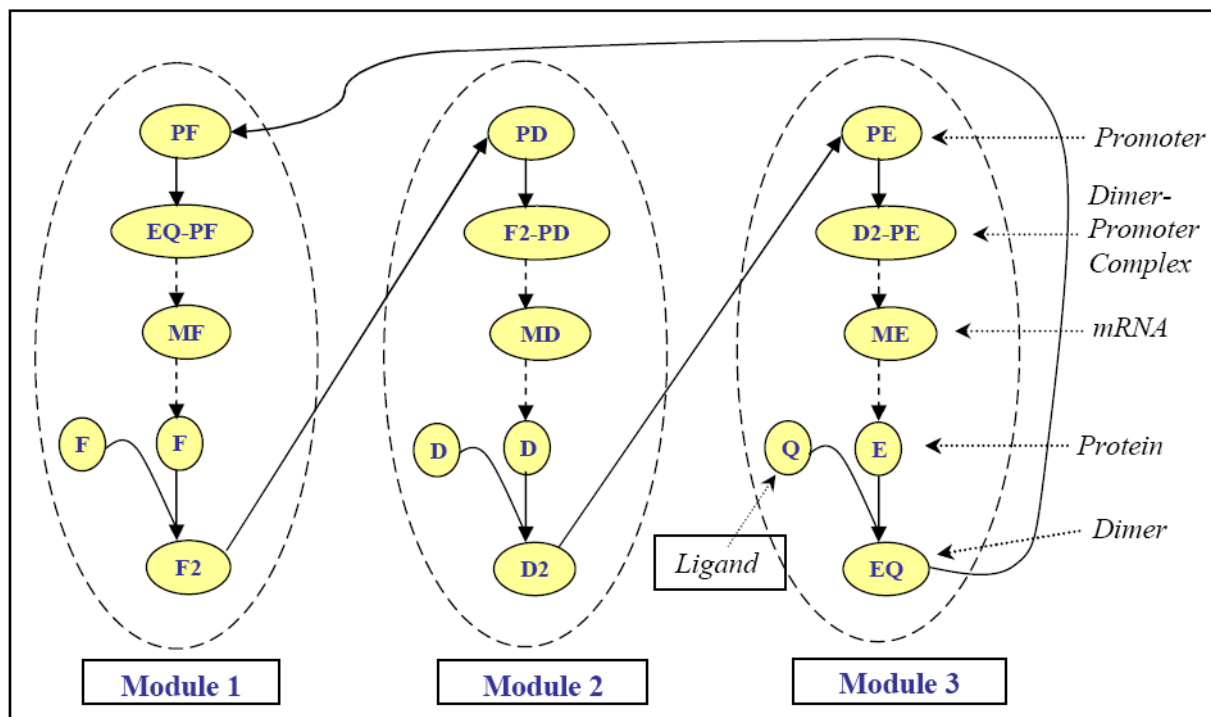 PF
PD
PE
Promoter
EQ-PF
F2-PD
D2-PE
Dimer-
Promoter
Complex
MF
MD
ME
mRNA
F
F
D
D
Q
E
Protein
F2
D2
Ligand
EQ
Dimer
Module 1
Module 2
Module 3